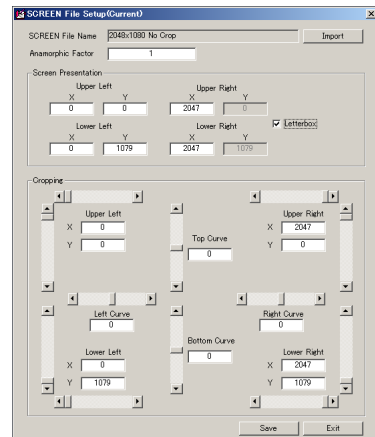 SCREEN File Setup(Current)
SCREEN File Name 2048x1080 No Crop Import
Anamorphic Factor 1
Screen Presentation
Upper Left Upper Right
X Y X Y
0 0 2047 0
Letterbox
Lower Left Lower Right
X Y X Y
0 1079 2047 1079
Cropping
Upper Left Upper Right
X 0 X 2047
Y 0 Y 0
Top Curve
0
Left Curve Right Curve
0 0
Bottom Curve
0
Lower Left Lower Right
X 0 X 2047
Y 1079 Y 1079
Save Exit